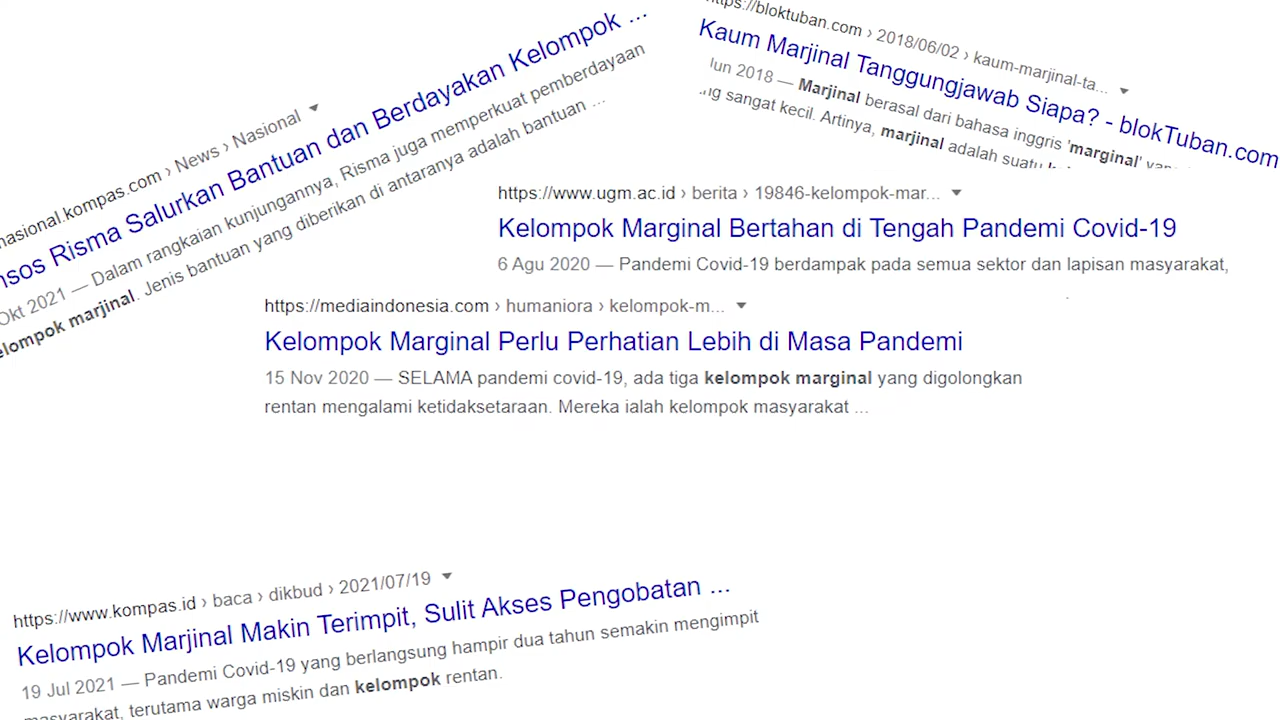 nasional.kompas.com › News › Nasional
Risma Salurkan Bantuan dan Berdayakan Kelompok ...
Okt 2021 — Dalam rangkaian kunjungannya, Risma juga memperkuat pemberdayaan
kelompok marjinal. Jenis bantuan yang diberikan di antaranya adalah bantuan ...
https://bloktuban.com › 2018/06/02 › kaum-marjinal-ta...
Kaum Marjinal Tanggungjawab Siapa? - blokTuban.com
Jun 2018 — Marjinal berasal dari bahasa inggris 'marginal'
sangat kecil. Artinya, marjinal adalah suatu
https://www.ugm.ac.id › berita › 19846-kelompok-mar...
Kelompok Marginal Bertahan di Tengah Pandemi Covid-19
6 Agu 2020 — Pandemi Covid-19 berdampak pada semua sektor dan lapisan masyarakat,
https://mediaindonesia.com › humaniora › kelompok-m...
Kelompok Marginal Perlu Perhatian Lebih di Masa Pandemi
15 Nov 2020 — SELAMA pandemi covid-19, ada tiga kelompok marginal yang digolongkan
rentan mengalami ketidaksetaraan. Mereka ialah kelompok masyarakat ...
https://www.kompas.id › baca › dikbud › 2021/07/19
Kelompok Marjinal Makin Terimpit, Sulit Akses Pengobatan ...
19 Jul 2021 — Pandemi Covid-19 yang berlangsung hampir dua tahun semakin mengimpit
masyarakat, terutama warga miskin dan kelompok rentan.